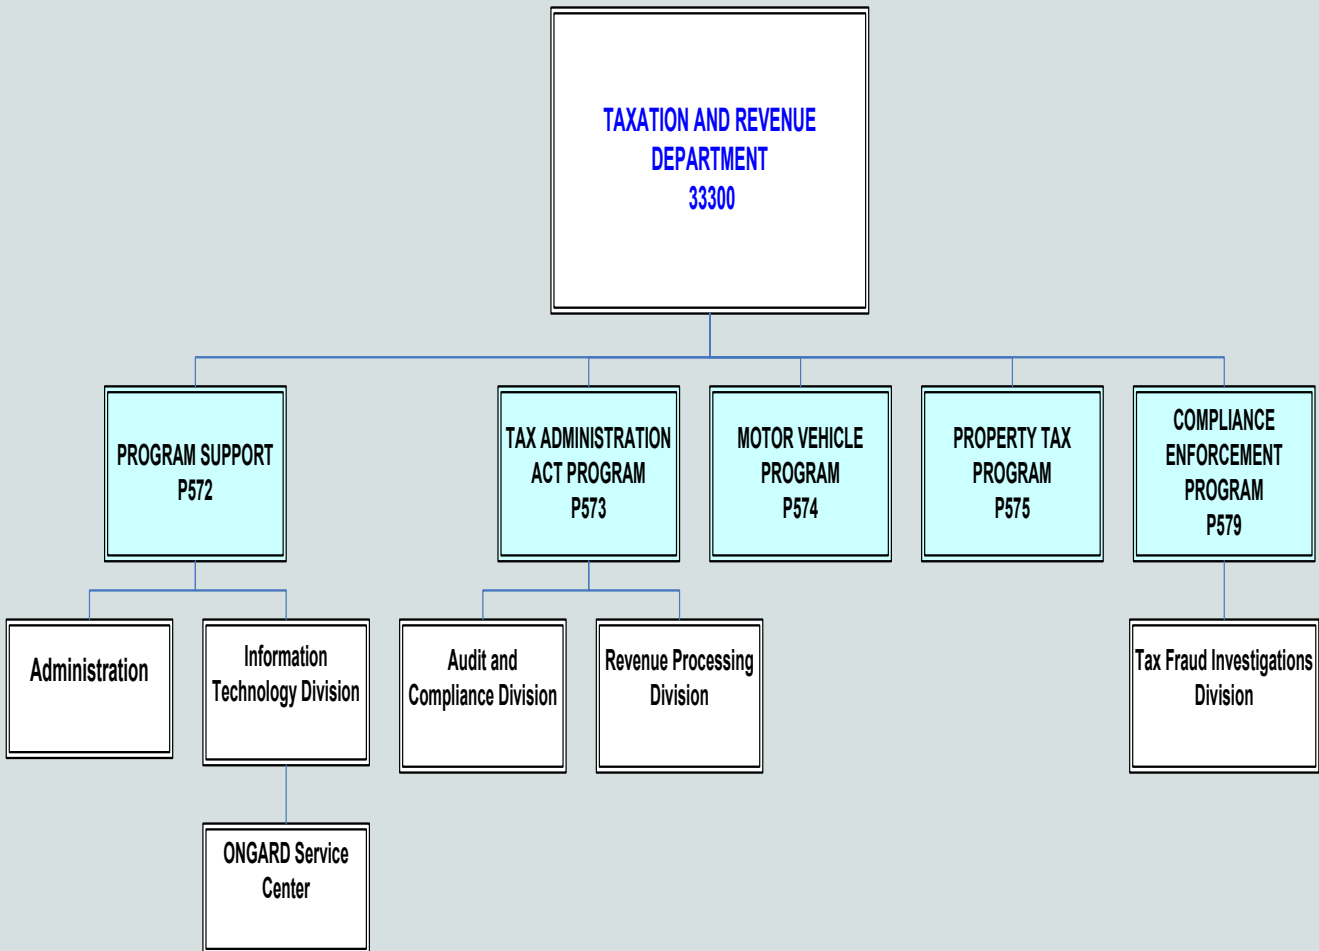 TAXATION AND REVENUE
DEPARTMENT
33300
PROGRAM SUPPORT
P572
TAX ADMINISTRATION
ACT PROGRAM
P573
MOTOR VEHICLE
PROGRAM
P574
PROPERTY TAX
PROGRAM
P575
COMPLIANCE
ENFORCEMENT
PROGRAM
P579
Administration
Information
Technology Division
Audit and
Compliance Division
Revenue Processing
Division
Tax Fraud Investigations
Division
ONGARD Service
Center